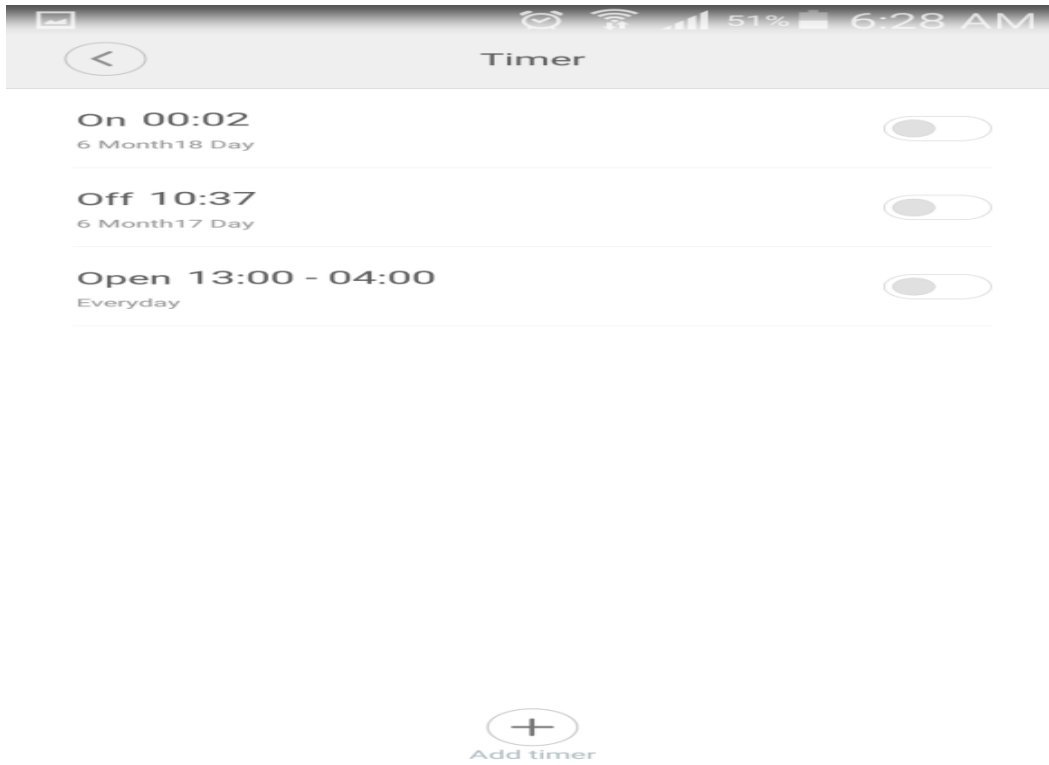 51% 6:28 AM
Timer
On 00:02
6 Month18 Day
Off 10:37
6 Month17 Day
Open 13:00 - 04:00
Everyday
Add timer